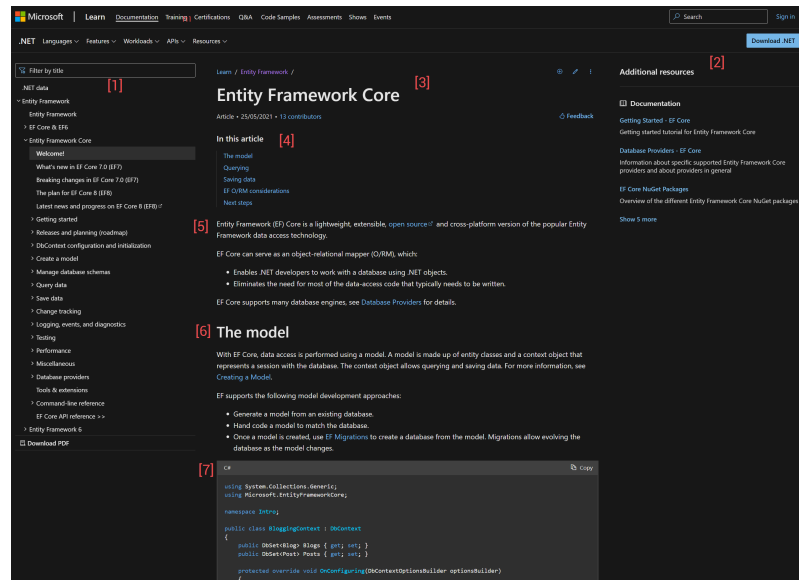 Microsoft Learn Documentation Training Certifications Q&A Code Samples Assessments Shows Events Search Sign in
.NET Languages Features Workloads APIs Resources Download .NET
Filter by title
[1]
.NET data
Entity Framework
Entity Framework
EF Core & EF6
Entity Framework Core
Welcome!
What's new in EF Core 7.0 (EF7)
Breaking changes in EF Core 7.0 (EF7)
The plan for EF Core 8 (EF8)
Latest news and progress on EF Core 8 (EF8)
Getting started
Releases and planning (roadmap)
DbContext configuration and initialization
Create a model
Manage database schemas
Query data
Save data
Change tracking
Logging, events, and diagnostics
Testing
Performance
Miscellaneous
Database providers
Tools & extensions
Command-line reference
EF Core API reference >>
Entity Framework 6
Download PDF
Learn / Entity Framework /
[3]
Entity Framework Core
Article • 25/05/2021 • 13 contributors
Feedback
In this article
[4]
The model
Querying
Saving data
EF O/RM considerations
Next steps
[5]
Entity Framework (EF) Core is a lightweight, extensible, open source and cross-platform version of the popular Entity
Framework data access technology.
EF Core can serve as an object-relational mapper (O/RM), which:
• Enables .NET developers to work with a database using .NET objects.
• Eliminates the need for most of the data-access code that typically needs to be written.
EF Core supports many database engines, see Database Providers for details.
[6]
The model
With EF Core, data access is performed using a model. A model is made up of entity classes and a context object that
represents a session with the database. The context object allows querying and saving data. For more information, see
Creating a Model.
EF supports the following model development approaches:
• Generate a model from an existing database.
• Hand code a model to match the database.
• Once a model is created, use EF Migrations to create a database from the model. Migrations allow evolving the
database as the model changes.
[7]
C# Copy
using System.Collections.Generic;
using Microsoft.EntityFrameworkCore;
namespace Intro;
public class BloggingContext : DbContext
{
public DbSet<Blog> Blogs { get; set; }
public DbSet<Post> Posts { get; set; }
protected override void OnConfiguring(DbContextOptionsBuilder optionsBuilder)
{
[2]
Additional resources
Documentation
Getting Started - EF Core
Getting started tutorial for Entity Framework Core
Database Providers - EF Core
Information about specific supported Entity Framework Core
providers and about providers in general
EF Core NuGet Packages
Overview of the different Entity Framework Core NuGet packages
Show 5 more